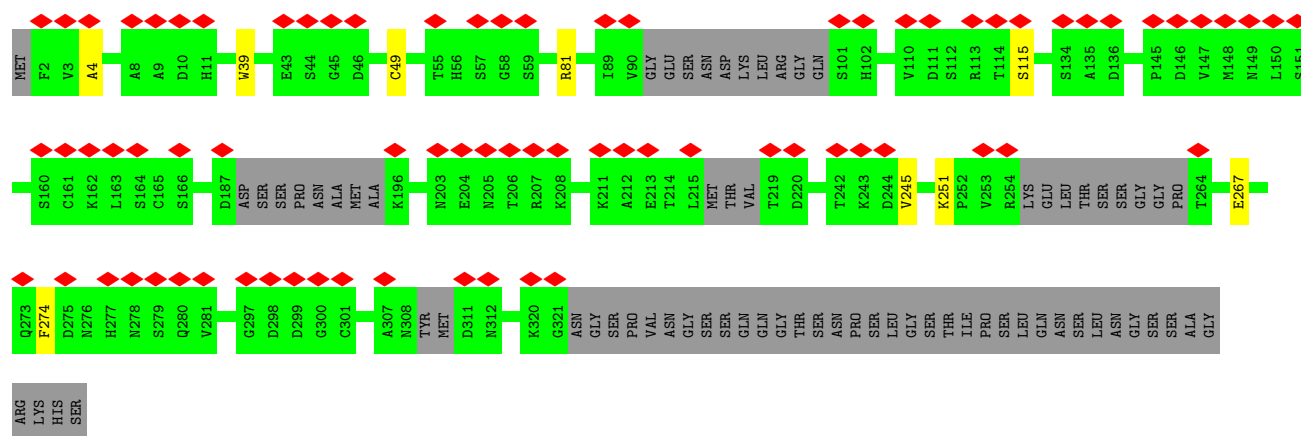 MET F2 V3 A4 A8 A9 D10 H11 W39 E43 S44 G45 D46 C49 T55 H56 S57 G58 S59 R81 I89 V90 GLY GLU SER ASN ASP LYS LEU ARG GLY GLN S101 H102 V110 D111 S112 R113 T114 S115 S134 A135 D136 P145 D146 V147 M148 N149 L150 S151
S160 C161 K162 L163 S164 C165 S166 D187 ASP SER SER PRO ASN ALA MET ALA K196 N203 E204 N205 T206 R207 K208 K211 A212 E213 T214 L215 MET THR VAL T219 D220 T242 K243 D244 V245 K251 P252 V253 R254 LYS GLU LEU THR SER SER GLY GLY PRO T264 E267
Q273 F274 D275 N276 H277 N278 S279 Q280 V281 G297 D298 D299 G300 C301 A307 N308 TYR MET D311 N312 K320 G321 ASN GLY SER PRO VAL ASN GLY SER SER GLN GLN GLY THR SER ASN PRO SER LEU GLY SER THR ILE PRO SER LEU GLN ASN SER LEU ASN GLY SER SER ALA GLY
ARG LYS HIS SER